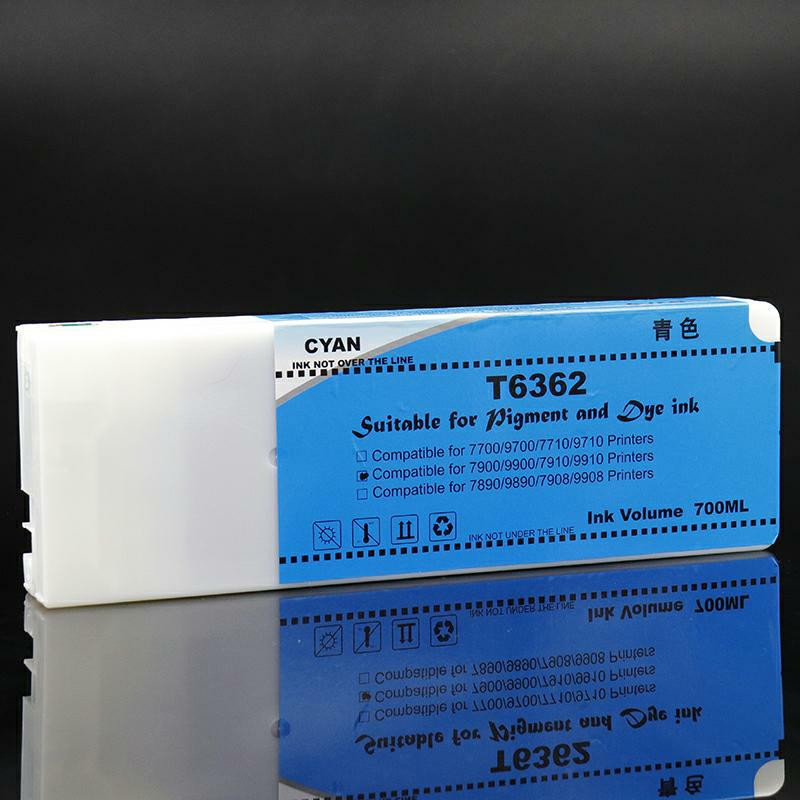 CYAN
青色
INK NOT OVER THE LINE
T6362
Suitable for Pigment and Dye ink
Compatible for 7700/9700/7710/9710 Printers
Compatible for 7900/9900/7910/9910 Printers
Compatible for 7890/9890/7908/9908 Printers
Ink Volume 700ML
INK NOT UNDER THE LINE